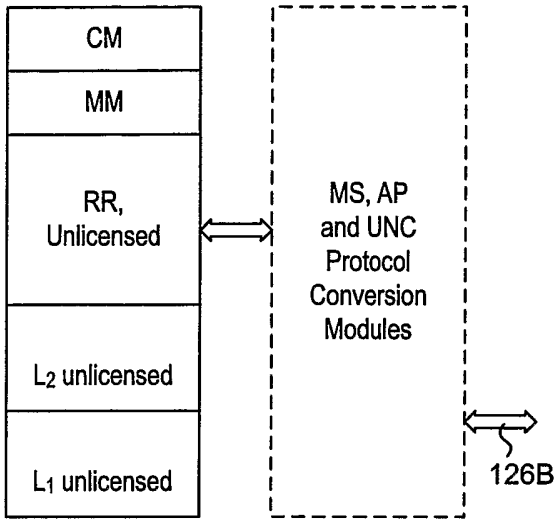 CM
MM
RR,
Unlicensed
L2 unlicensed
L1 unlicensed
MS, AP
and UNC
Protocol
Conversion
Modules
126B